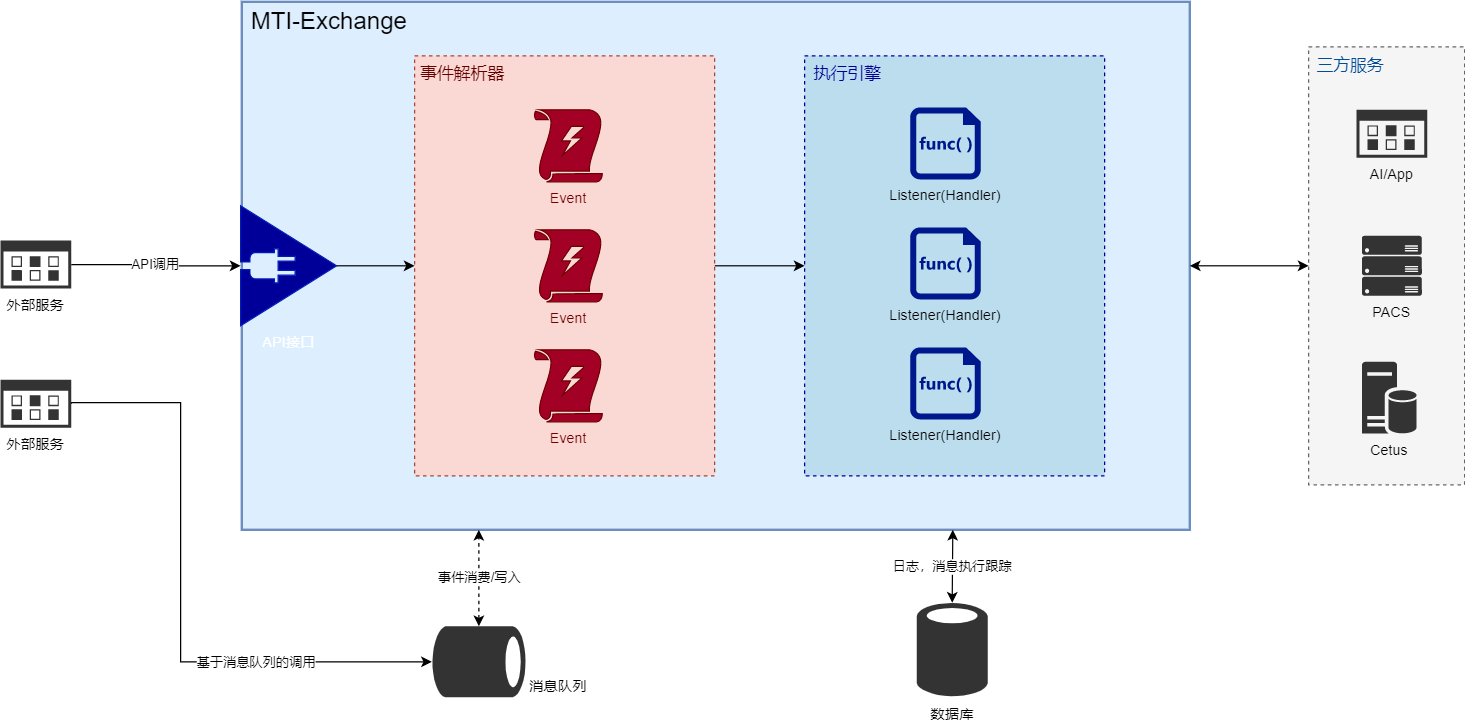 MTI-Exchange
事件解析器
Event
Event
Event
执行引擎
func( )
Listener(Handler)
func( )
Listener(Handler)
func( )
Listener(Handler)
三方服务
AI/App
PACS
Cetus
外部服务
API调用
API接口
外部服务
基于消息队列的调用
事件消费/写入
消息队列
日志，消息执行跟踪
数据库